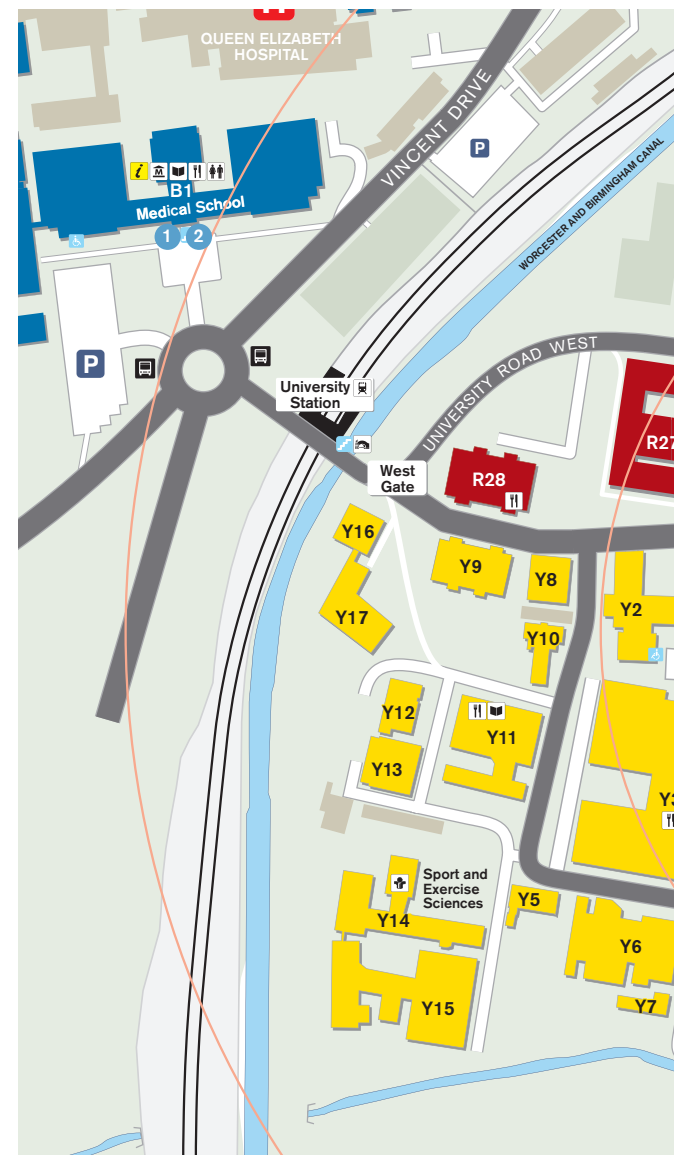 H
QUEEN ELIZABETH
HOSPITAL
VINCENT DRIVE
P
WORCESTER AND BIRMINGHAM CANAL
i
B1
Medical School
1 2
P
University
Station
UNIVERSITY ROAD WEST
West
Gate
R27
R28
Y16
Y9
Y8
Y17
Y2
Y10
Y12
Y11
Y13
Y3
Sport and
Exercise
Sciences
Y5
Y14
Y6
Y15
Y7